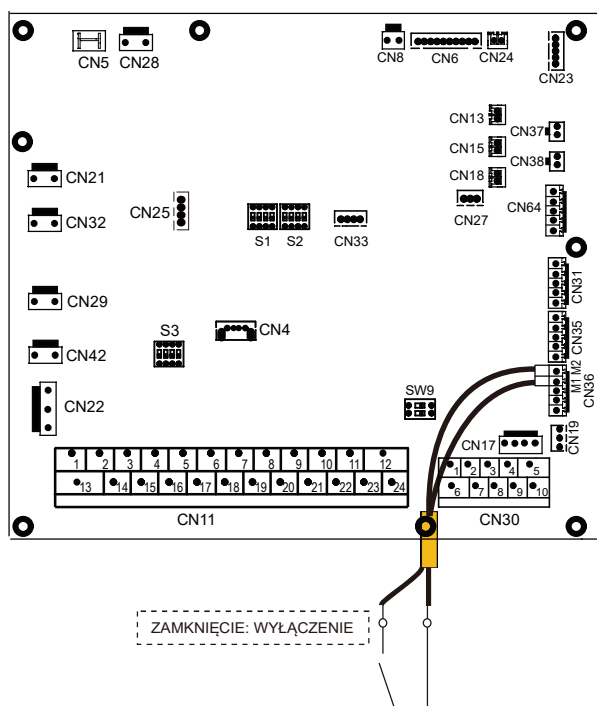 CN5
CN28
CN8
CN6
CN24
CN23
CN13
CN37
CN15
CN38
CN18
CN21
CN27
CN64
CN32
CN25
S1
S2
CN33
CN31
CN29
CN35
S3
CN4
CN42
M1 M2
CN36
SW9
CN22
CN17
CN19
1 2 3 4 5 6 7 8 9 10 11 12
13 14 15 16 17 18 19 20 21 22 23 24
CN11
1 2 3 4 5
6 7 8 9 10
CN30
ZAMKNIĘCIE: WYŁĄCZENIE